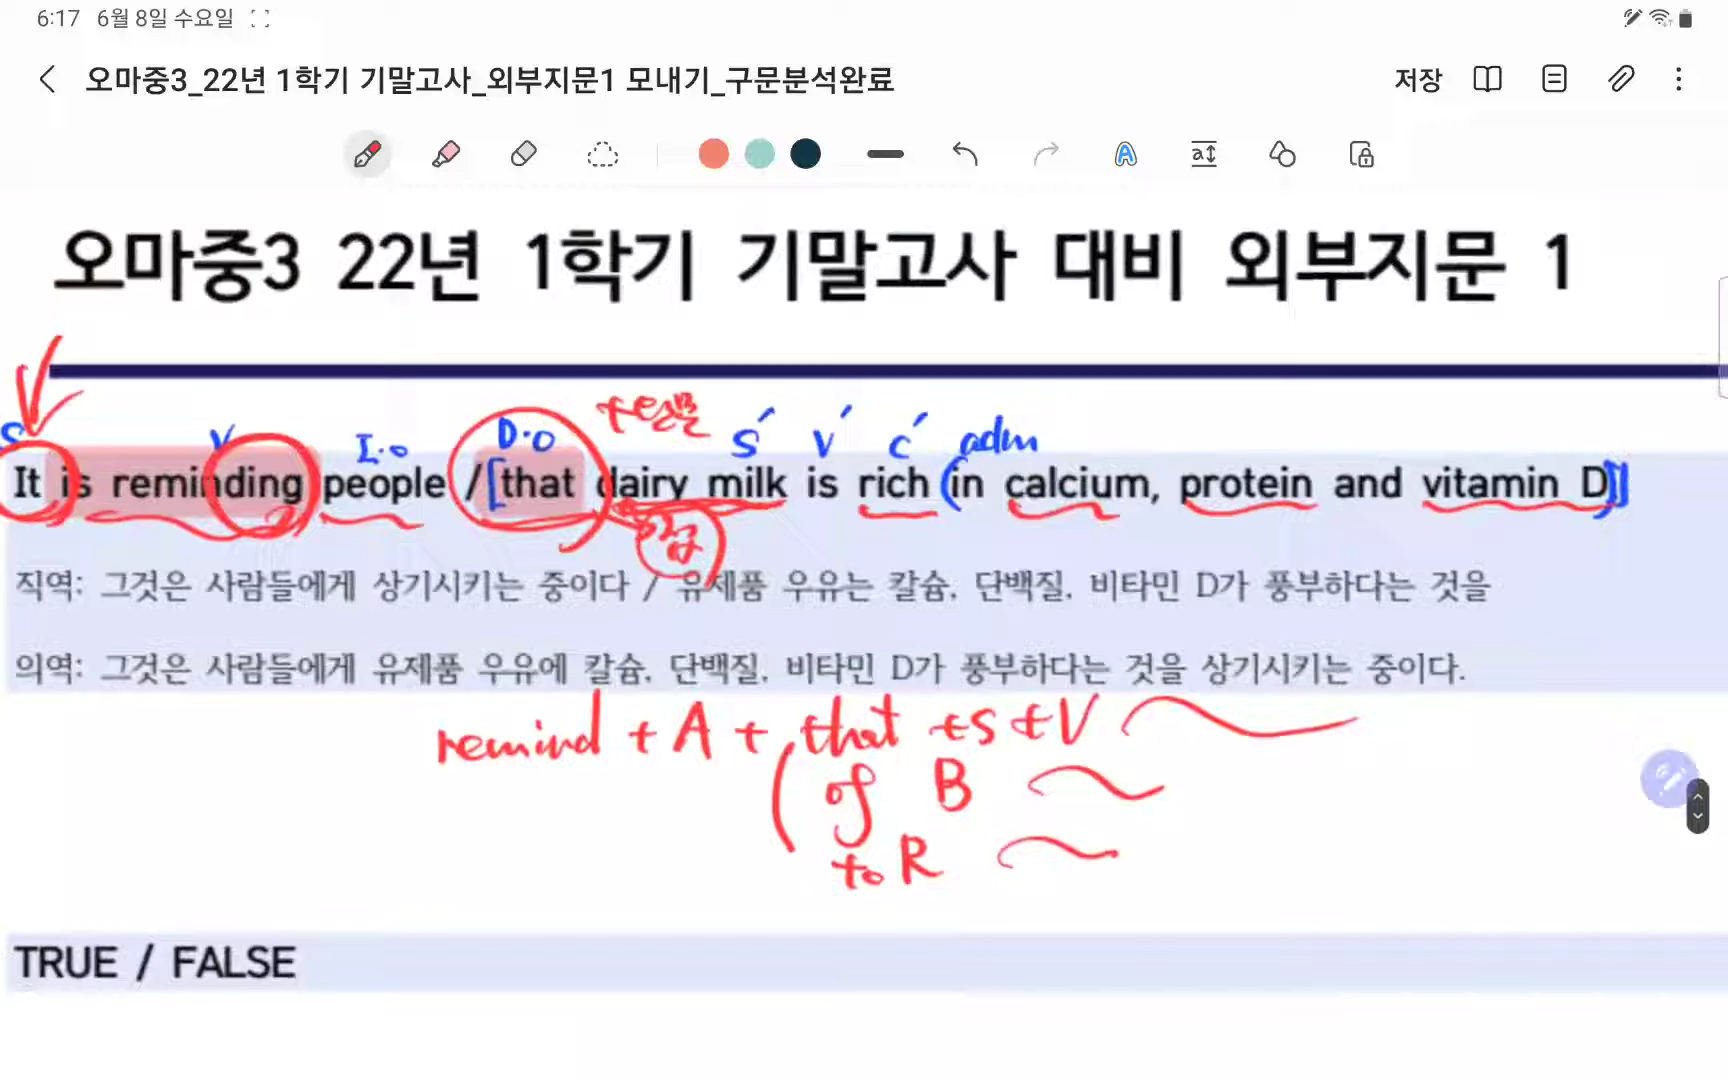 6:17 6월 8일 수요일
오마중3_22년 1학기 기말고사_외부지문1 모내기_구문분석완료
저장
오마중3 22년 1학기 기말고사 대비 외부지문 1
+완문
S V I.O D.O S´ V´ C´
It is reminding people /[that dairy milk is rich (in calcium, protein and vitamin D)]
직역: 그것은 사람들에게 상기시키는 중이다 / 유제품 우유는 칼슘, 단백질, 비타민 D가 풍부하다는 것을
의역: 그것은 사람들에게 유제품 우유에 칼슘, 단백질, 비타민 D가 풍부하다는 것을 상기시키는 중이다.
remind + A + that +S +V
of B
to R
TRUE / FALSE